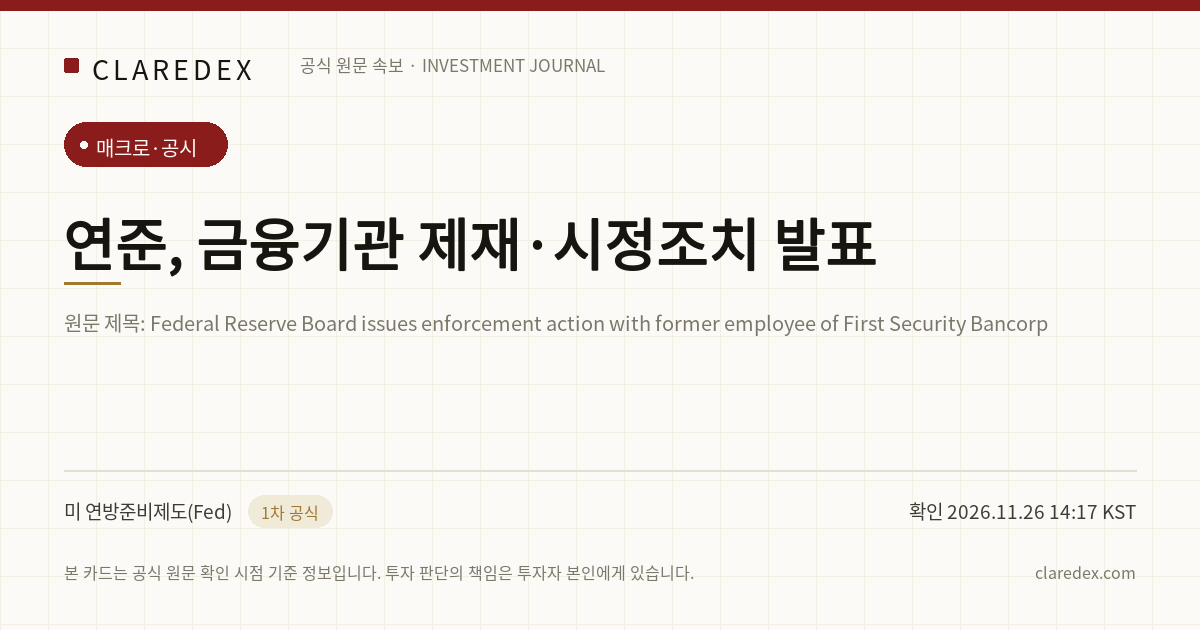 CLAREDEX
공식 원문 속보 · INVESTMENT JOURNAL
매크로·공시
연준, 금융기관 제재·시정조치 발표
원문 제목: Federal Reserve Board issues enforcement action with former employee of First Security Bancorp
미 연방준비제도(Fed) 1차 공식
확인 2026.11.26 14:17 KST
본 카드는 공식 원문 확인 시점 기준 정보입니다. 투자 판단의 책임은 투자자 본인에게 있습니다.
claredex.com